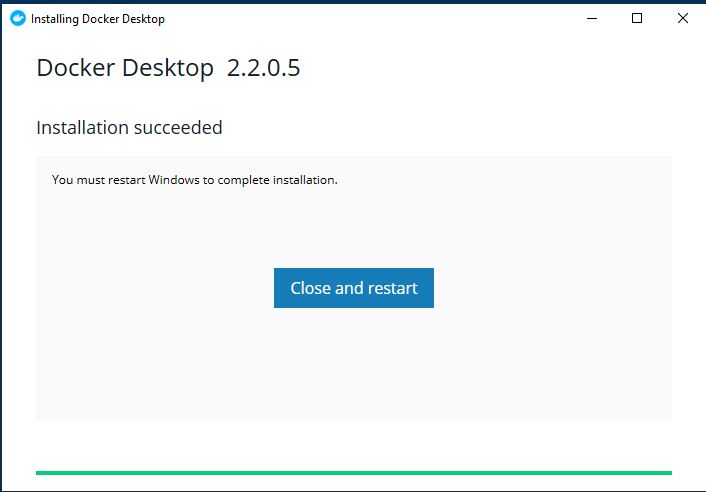 Installing Docker Desktop
Docker Desktop 2.2.0.5
Installation succeeded
You must restart Windows to complete installation.
Close and restart